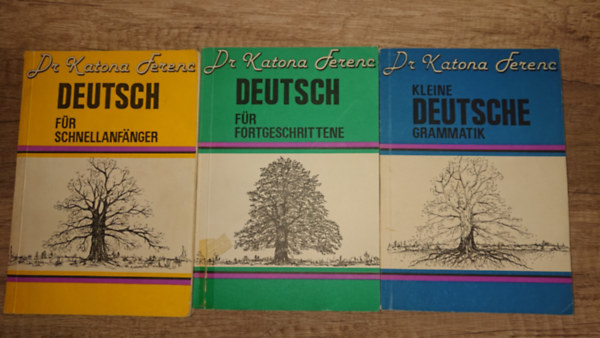 Dr Katona Ferenc
DEUTSCH
FÜR
SCHNELLANFÄNGER
Dr Katona Ferenc
DEUTSCH
FÜR
FORTGESCHRITTENE
Dr Katona Ferenc
KLEINE
DEUTSCHE
GRAMMATIK